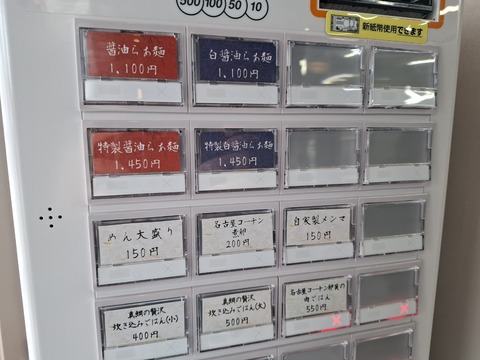 500 100 50 10
新紙幣使用できます
醤油らぁ麺
1,100円
白醤油らぁ麺
1,100円
特製醤油らぁ麺
1,450円
特製白醤油らぁ麺
1,450円
めん大盛り
150円
名古屋コーチン
煮卵
200円
自家製メンマ
150円
真鯛の贅沢
炊き込みごはん(小)
400円
真鯛の贅沢
炊き込みごはん(大)
500円
名古屋コーチン卵黄の
肉ごはん
550円